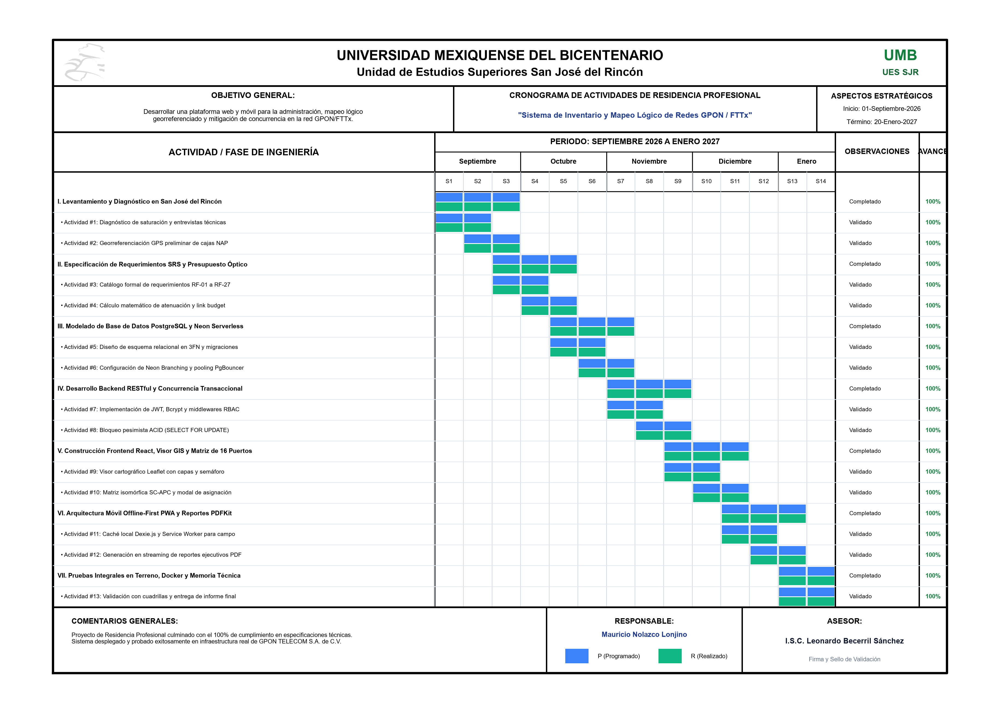 UNIVERSIDAD MEXIQUENSE DEL BICENTENARIO
Unidad de Estudios Superiores San José del Rincón
UMB
UES SJR
OBJETIVO GENERAL:
Desarrollar una plataforma web y móvil para la administración, mapeo lógico
georreferenciado y mitigación de concurrencia en la red GPON/FTTx.
CRONOGRAMA DE ACTIVIDADES DE RESIDENCIA PROFESIONAL
"Sistema de Inventario y Mapeo Lógico de Redes GPON / FTTx"
ASPECTOS ESTRATÉGICOS
Inicio: 01-Septiembre-2026
Término: 20-Enero-2027
ACTIVIDAD / FASE DE INGENIERÍA
PERIODO: SEPTIEMBRE 2026 A ENERO 2027
Septiembre Octubre Noviembre Diciembre Enero
OBSERVACIONES
AVANCE
S1 S2 S3 S4 S5 S6 S7 S8 S9 S10 S11 S12 S13 S14
I. Levantamiento y Diagnóstico en San José del Rincón Completado 100%
• Actividad #1: Diagnóstico de saturación y entrevistas técnicas Validado 100%
• Actividad #2: Georreferenciación GPS preliminar de cajas NAP Validado 100%
II. Especificación de Requerimientos SRS y Presupuesto Óptico Completado 100%
• Actividad #3: Catálogo formal de requerimientos RF-01 a RF-27 Validado 100%
• Actividad #4: Cálculo matemático de atenuación y link budget Validado 100%
III. Modelado de Base de Datos PostgreSQL y Neon Serverless Completado 100%
• Actividad #5: Diseño de esquema relacional en 3FN y migraciones Validado 100%
• Actividad #6: Configuración de Neon Branching y pooling PgBouncer Validado 100%
IV. Desarrollo Backend RESTful y Concurrencia Transaccional Completado 100%
• Actividad #7: Implementación de JWT, Bcrypt y middlewares RBAC Validado 100%
• Actividad #8: Bloqueo pesimista ACID (SELECT FOR UPDATE) Validado 100%
V. Construcción Frontend React, Visor GIS y Matriz de 16 Puertos Completado 100%
• Actividad #9: Visor cartográfico Leaflet con capas y semáforo Validado 100%
• Actividad #10: Matriz isomórfica SC-APC y modal de asignación Validado 100%
VI. Arquitectura Móvil Offline-First PWA y Reportes PDFKit Completado 100%
• Actividad #11: Caché local Dexie.js y Service Worker para campo Validado 100%
• Actividad #12: Generación en streaming de reportes ejecutivos PDF Validado 100%
VII. Pruebas Integrales en Terreno, Docker y Memoria Técnica Completado 100%
• Actividad #13: Validación con cuadrillas y entrega de informe final Validado 100%
COMENTARIOS GENERALES:
Proyecto de Residencia Profesional culminado con el 100% de cumplimiento en especificaciones técnicas.
Sistema desplegado y probado exitosamente en infraestructura real de GPON TELECOM S.A. de C.V.
RESPONSABLE:
Mauricio Nolazco Lonjino
P (Programado) R (Realizado)
ASESOR:
I.S.C. Leonardo Becerril Sánchez
Firma y Sello de Validación